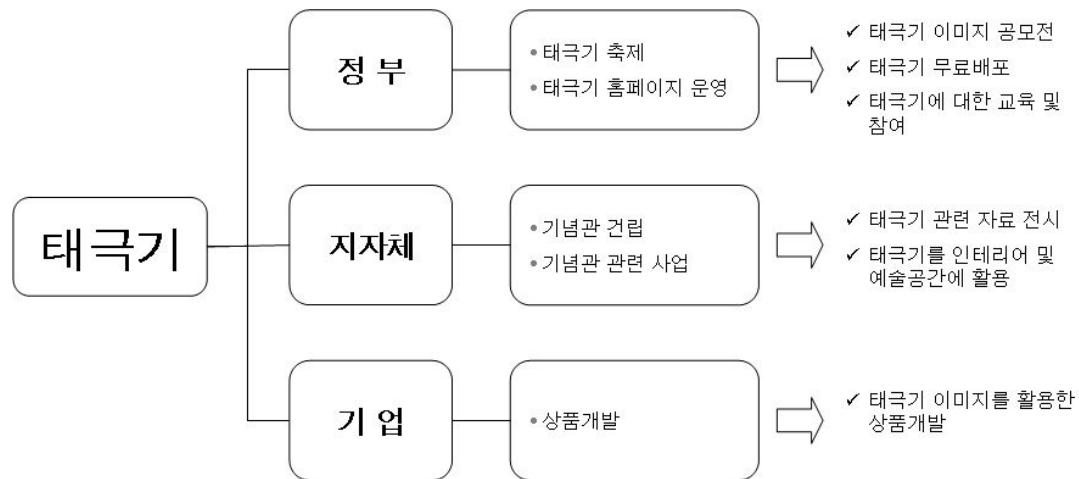 태극기
정 부
• 태극기 축제
• 태극기 홈페이지 운영
✓ 태극기 이미지 공모전
✓ 태극기 무료배포
✓ 태극기에 대한 교육 및
참여
지자체
• 기념관 건립
• 기념관 관련 사업
✓ 태극기 관련 자료 전시
✓ 태극기를 인테리어 및
예술공간에 활용
기 업
• 상품개발
✓ 태극기 이미지를 활용한
상품개발